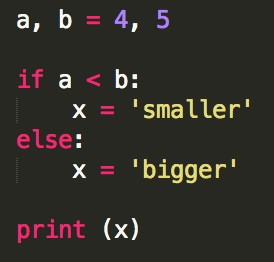 a, b = 4, 5
if a < b:
    x = 'smaller'
else:
    x = 'bigger'
print (x)